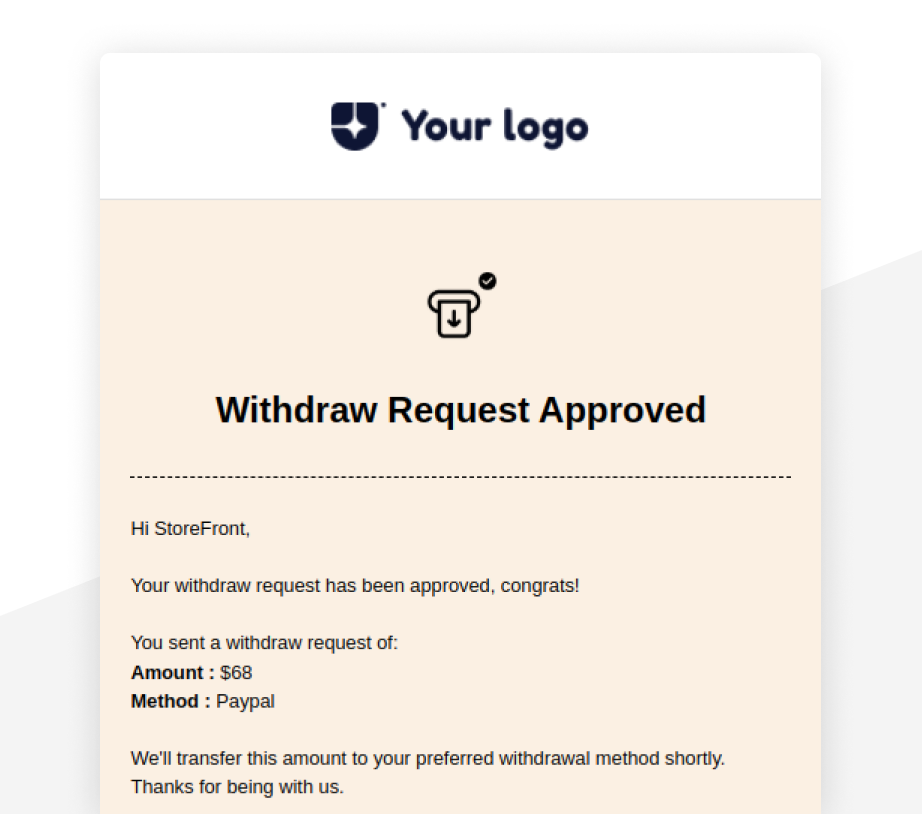 Your logo
Withdraw Request Approved
Hi StoreFront,
Your withdraw request has been approved, congrats!
You sent a withdraw request of:
Amount : $68
Method : Paypal
We'll transfer this amount to your preferred withdrawal method shortly.
Thanks for being with us.